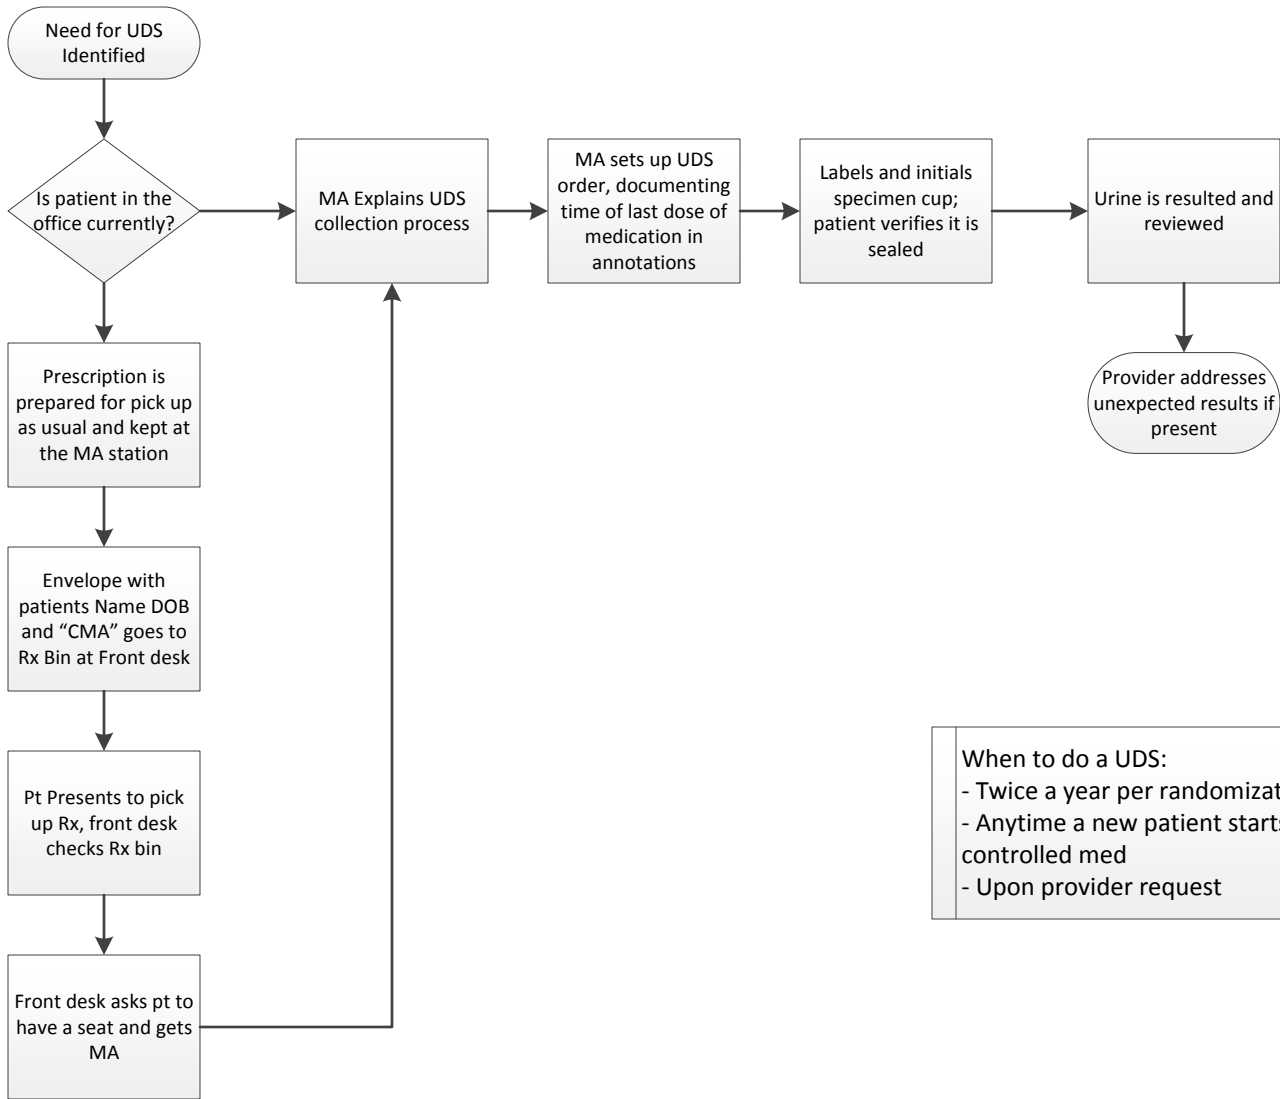 Need for UDS
Identified
Is patient in the
office currently?
MA Explains UDS
collection process
MA sets up UDS
order, documenting
time of last dose of
medication in
annotations
Labels and initials
specimen cup;
patient verifies it is
sealed
Urine is resulted and
reviewed
Provider addresses
unexpected results if
present
Prescription is
prepared for pick up
as usual and kept at
the MA station
Envelope with
patients Name DOB
and “CMA” goes to
Rx Bin at Front desk
Pt Presents to pick
up Rx, front desk
checks Rx bin
Front desk asks pt to
have a seat and gets
MA
When to do a UDS:
- Twice a year per
- Anytime a new patient starts
controlled med
- Upon provider request